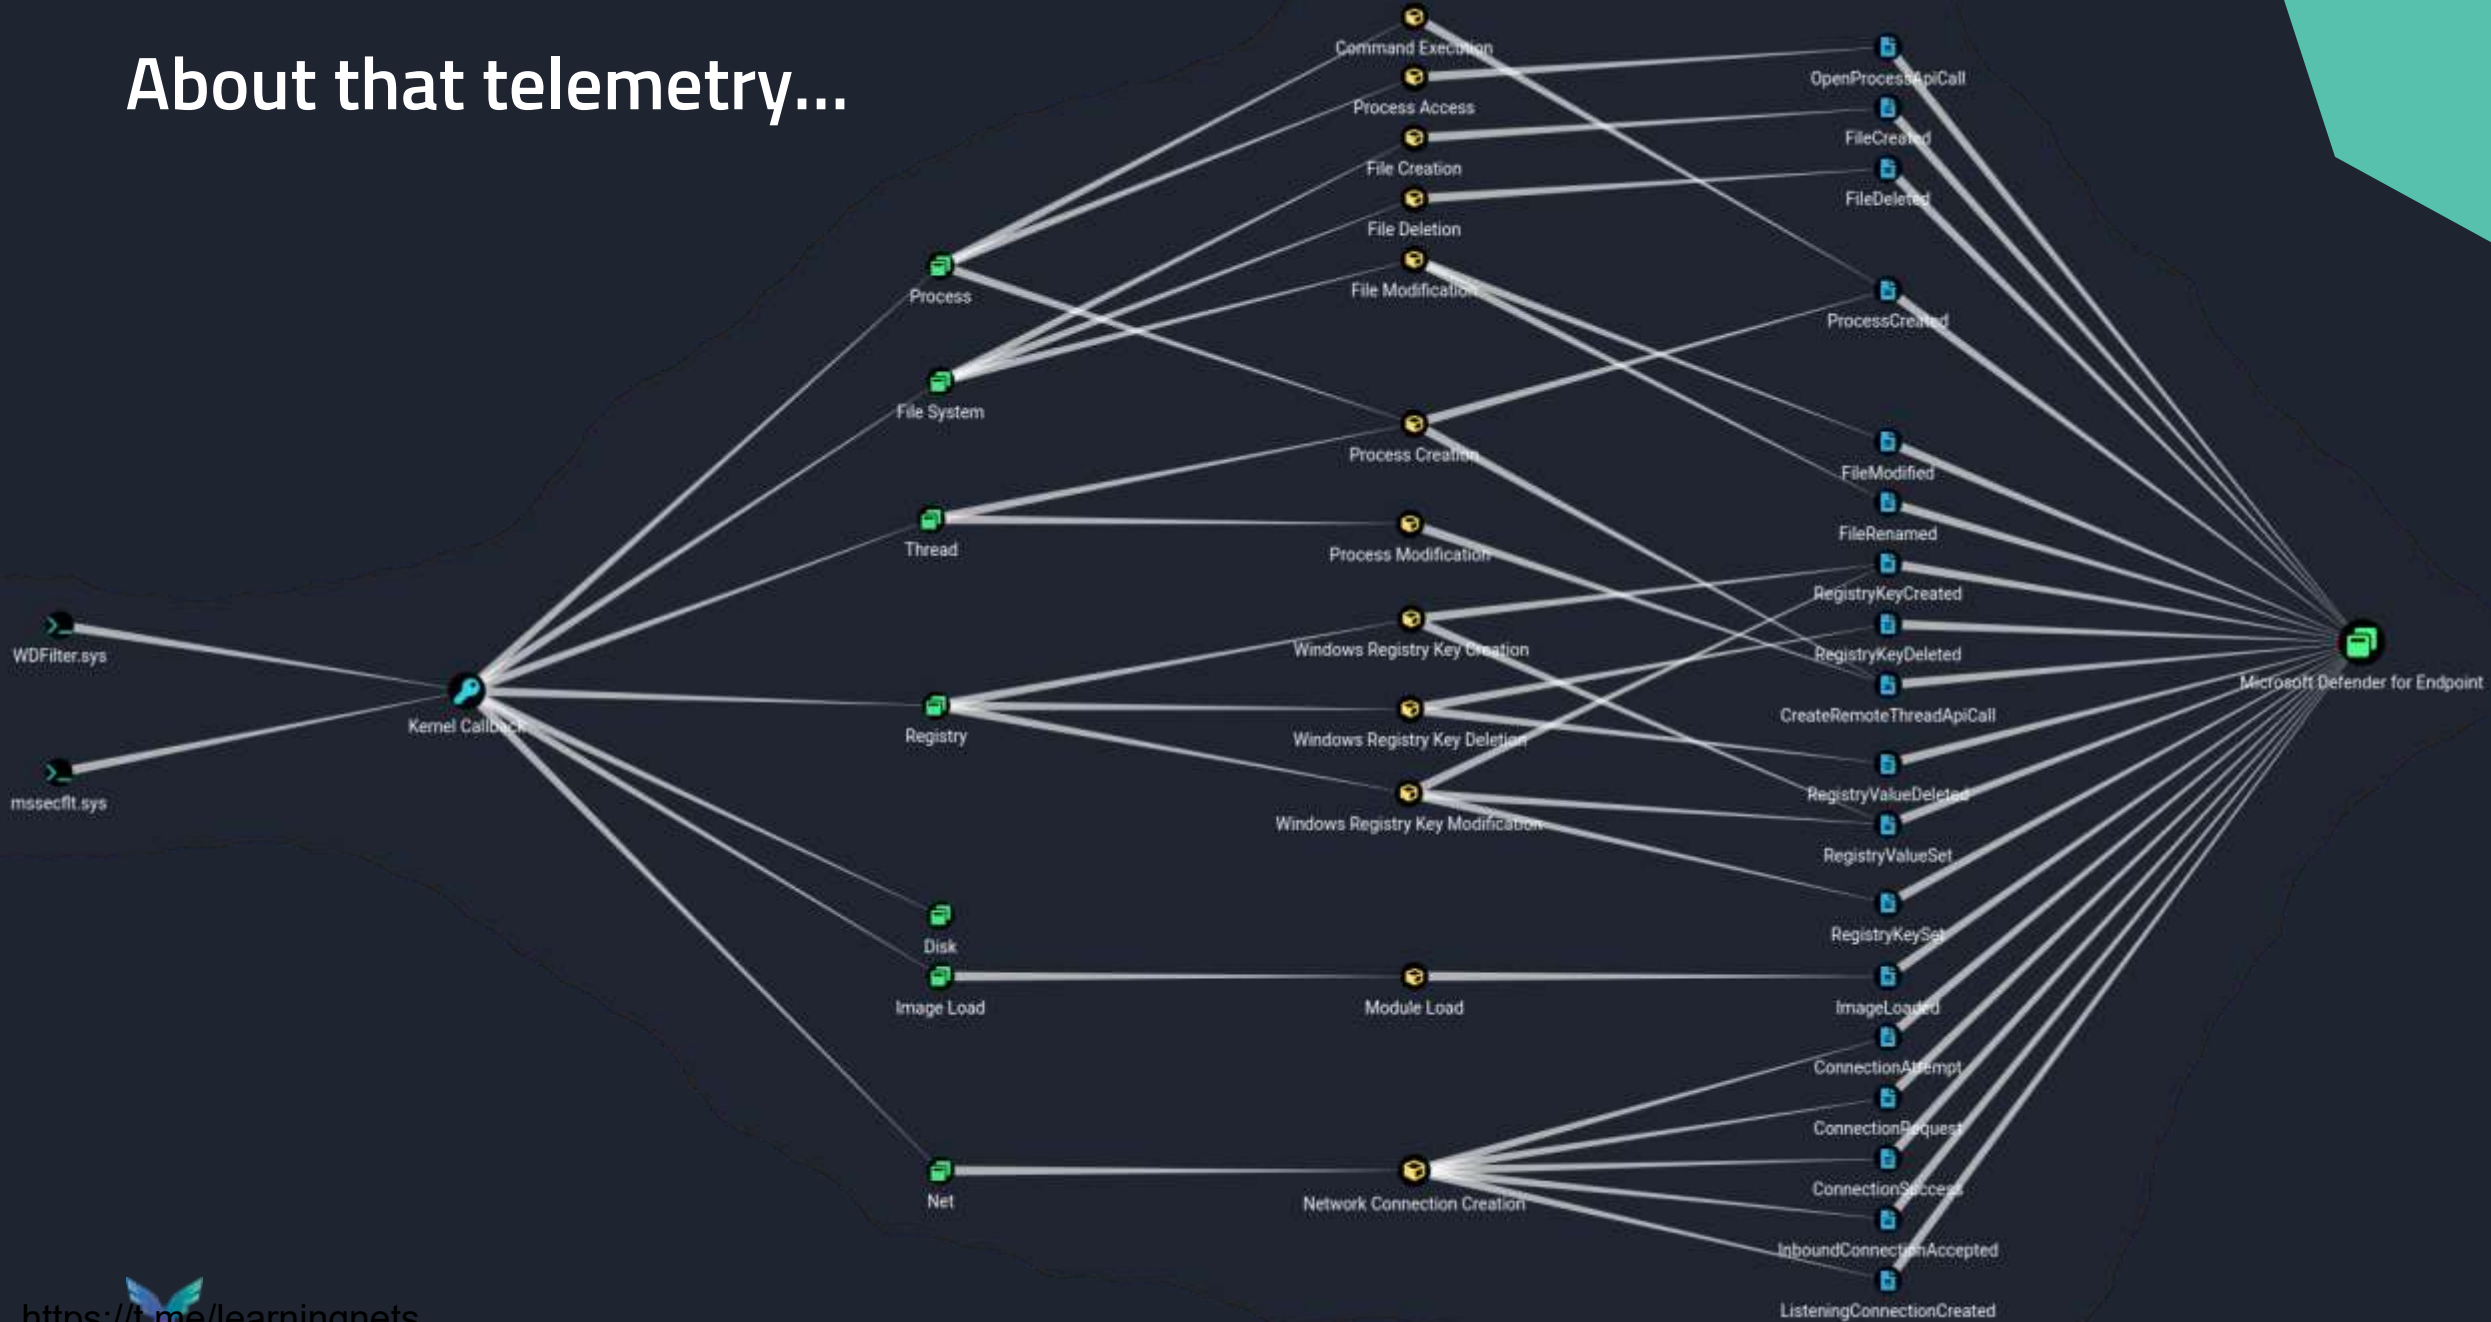 About that telemetry...
WDFilter.sys
mssecflt.sys
Kernel Callback
Process
File System
Thread
Registry
Disk
Image Load
Net
Command Execution
Process Access
File Creation
File Deletion
File Modification
Process Creation
Process Modification
Windows Registry Key Creation
Windows Registry Key Deletion
Windows Registry Key Modification
Module Load
Network Connection Creation
OpenProcessApiCall
FileCreated
FileDeleted
ProcessCreated
FileModified
FileRenamed
RegistryKeyCreated
RegistryKeyDeleted
CreateRemoteThreadApiCall
RegistryValueDeleted
RegistryValueSet
RegistryKeySet
ImageLoaded
ConnectionAttempt
ConnectionRequest
ConnectionSuccess
InboundConnectionAccepted
ListeningConnectionCreated
Microsoft Defender for Endpoint
https://t.me/learningnets